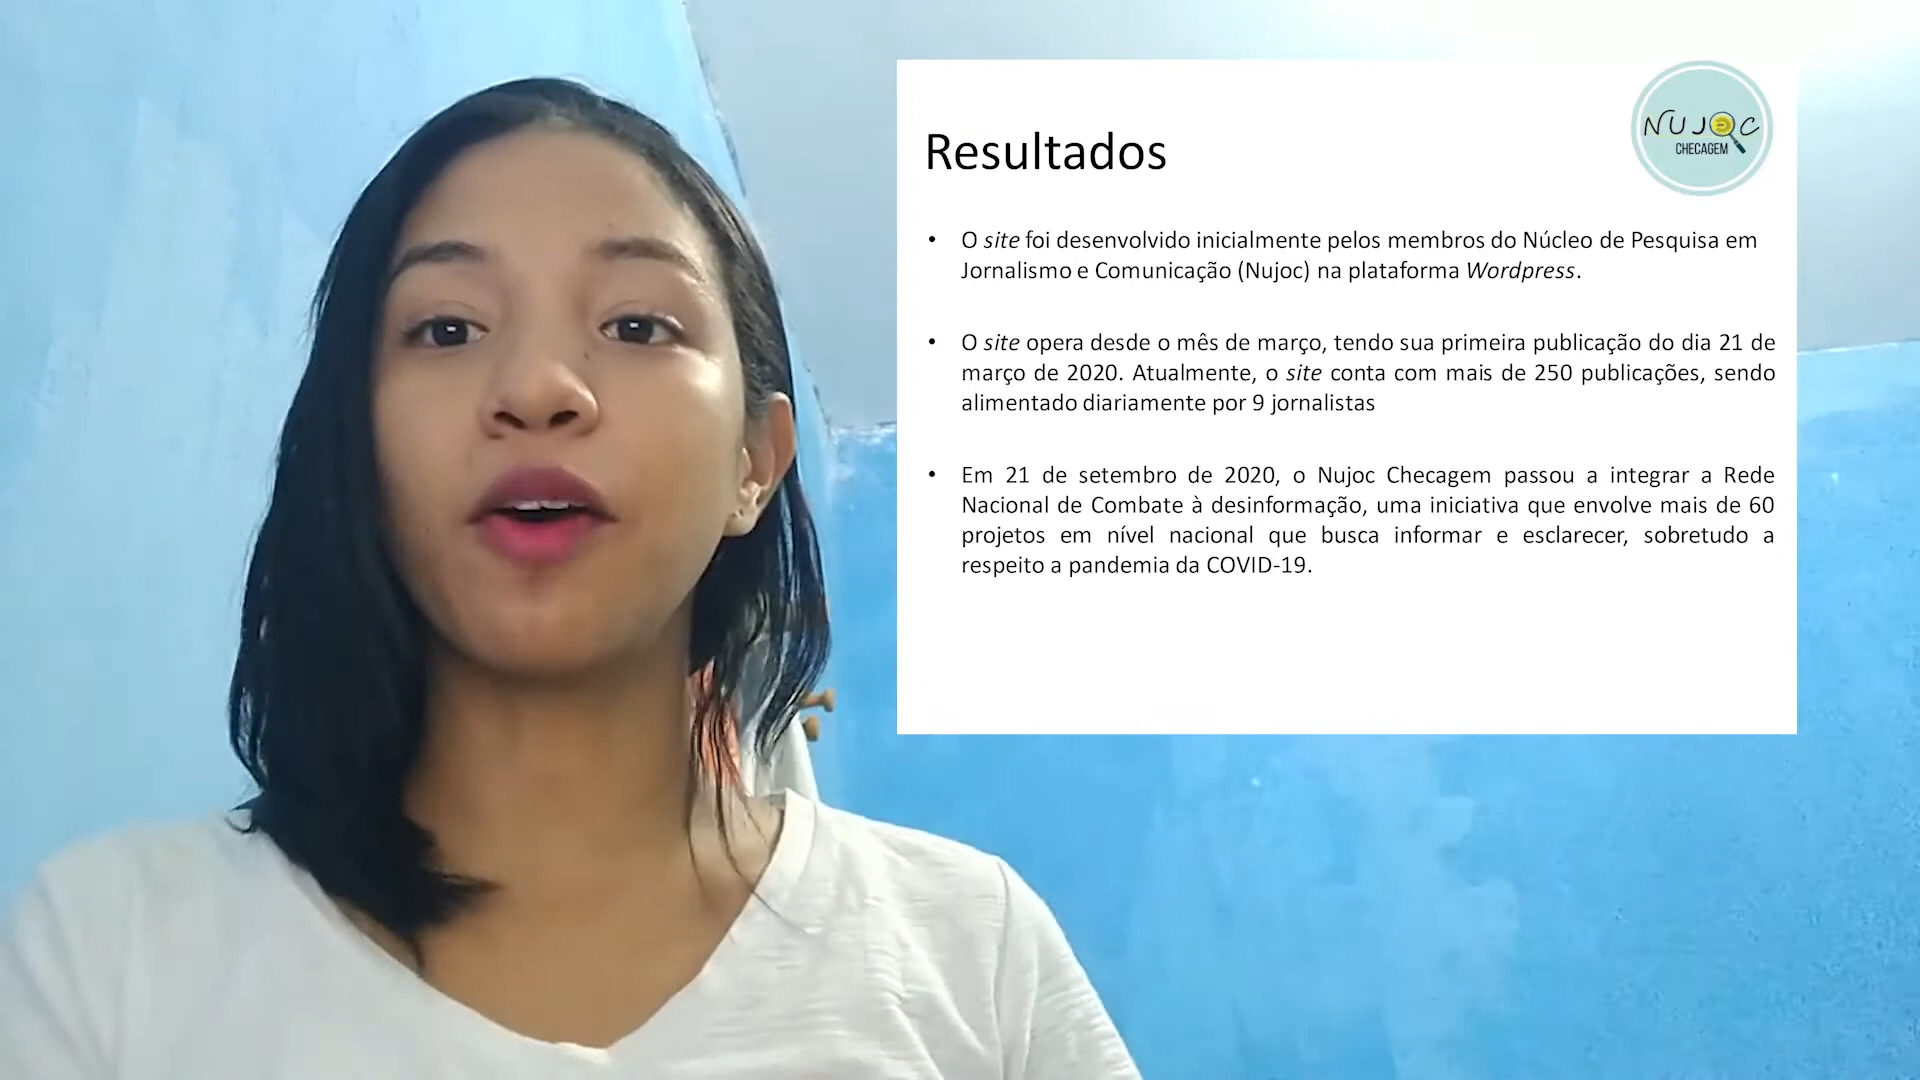 NUJOC
CHECAGEM
Resultados
• O site foi desenvolvido inicialmente pelos membros do Núcleo de Pesquisa em
Jornalismo e Comunicação (Nujoc) na plataforma Wordpress.
• O site opera desde o mês de março, tendo sua primeira publicação do dia 21 de
março de 2020. Atualmente, o site conta com mais de 250 publicações, sendo
alimentado diariamente por 9 jornalistas
• Em 21 de setembro de 2020, o Nujoc Checagem passou a integrar a Rede
Nacional de Combate à desinformação, uma iniciativa que envolve mais de 60
projetos em nível nacional que busca informar e esclarecer, sobretudo a
respeito a pandemia da COVID-19.